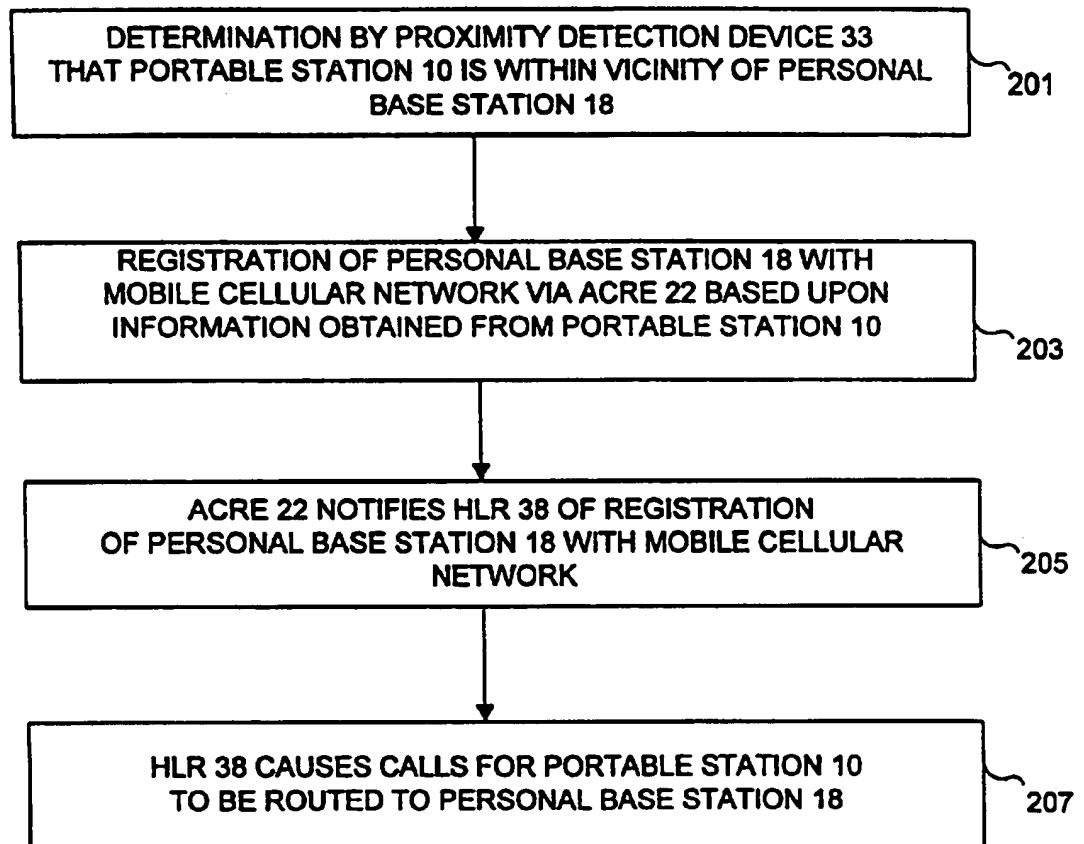 DETERMINATION BY PROXIMITY DETECTION DEVICE 33
THAT PORTABLE STATION 10 IS WITHIN VICINITY OF PERSONAL
BASE STATION 18
201
REGISTRATION OF PERSONAL BASE STATION 18 WITH
MOBILE CELLULAR NETWORK VIA ACRE 22 BASED UPON
INFORMATION OBTAINED FROM PORTABLE STATION 10
203
ACRE 22 NOTIFIES HLR 38 OF REGISTRATION
OF PERSONAL BASE STATION 18 WITH MOBILE CELLULAR
NETWORK
205
HLR 38 CAUSES CALLS FOR PORTABLE STATION 10
TO BE ROUTED TO PERSONAL BASE STATION 18
207